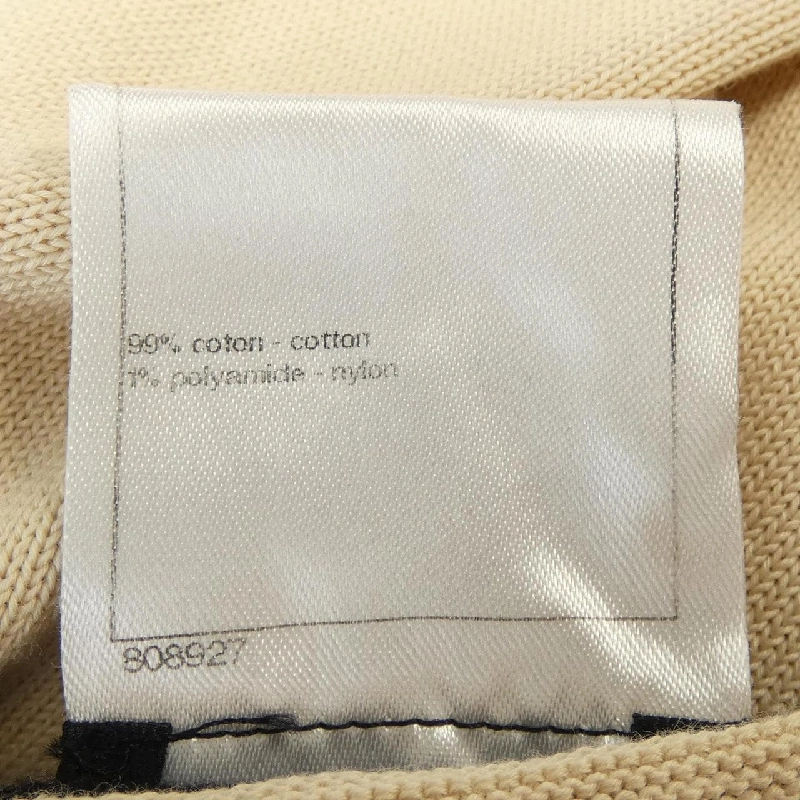 99% coton - cotton
1% polyamide - nylon
808927